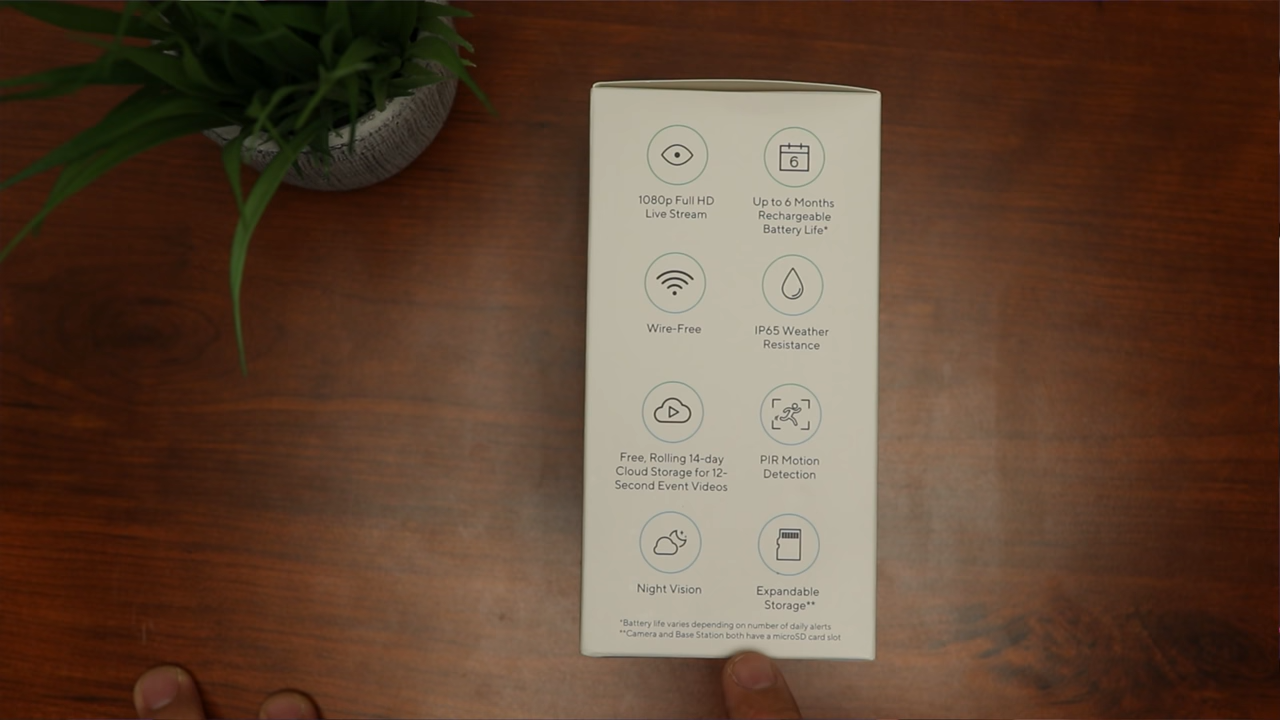 1080p Full HD
Live Stream
6
Up to 6 Months
Rechargeable
Battery Life*
Wire-Free
IP65 Weather
Resistance
Free, Rolling 14-day
Cloud Storage for 12-
Second Event Videos
PIR Motion
Detection
Night Vision
Expandable
Storage**
*Battery life varies depending on number of daily alerts
**Camera and Base Station both have a microSD card slot